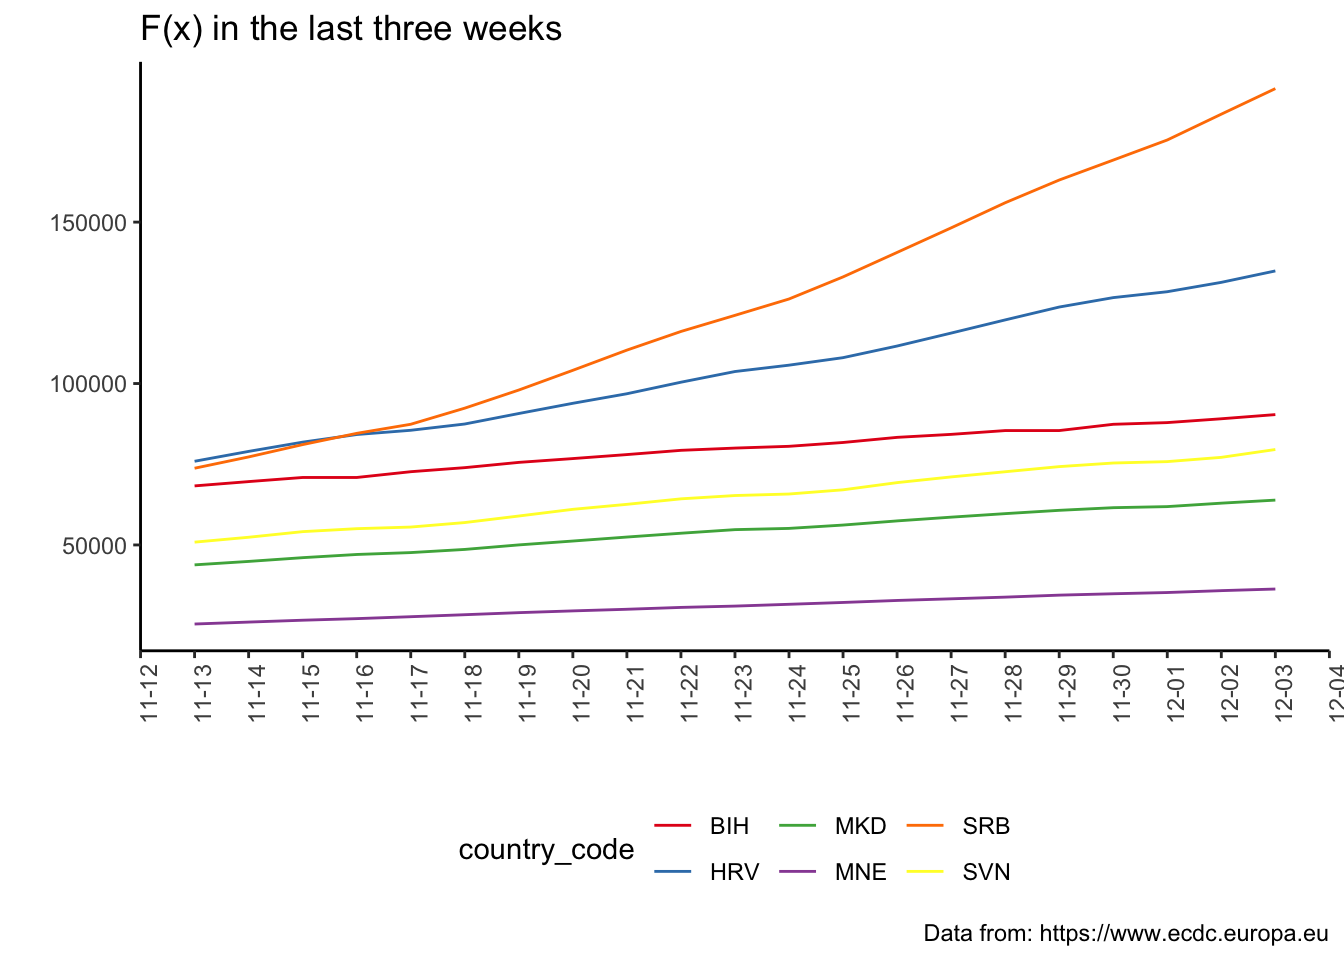 F(x) in the last three weeks
150000
100000
50000
11-12 11-13 11-14 11-15 11-16 11-17 11-18 11-19 11-20 11-21 11-22 11-23 11-24 11-25 11-26 11-27 11-28 11-29 11-30 12-01 12-02 12-03 12-04
country_code
BIH MKD SRB
HRV MNE SVN
Data from: https://www.ecdc.europa.eu